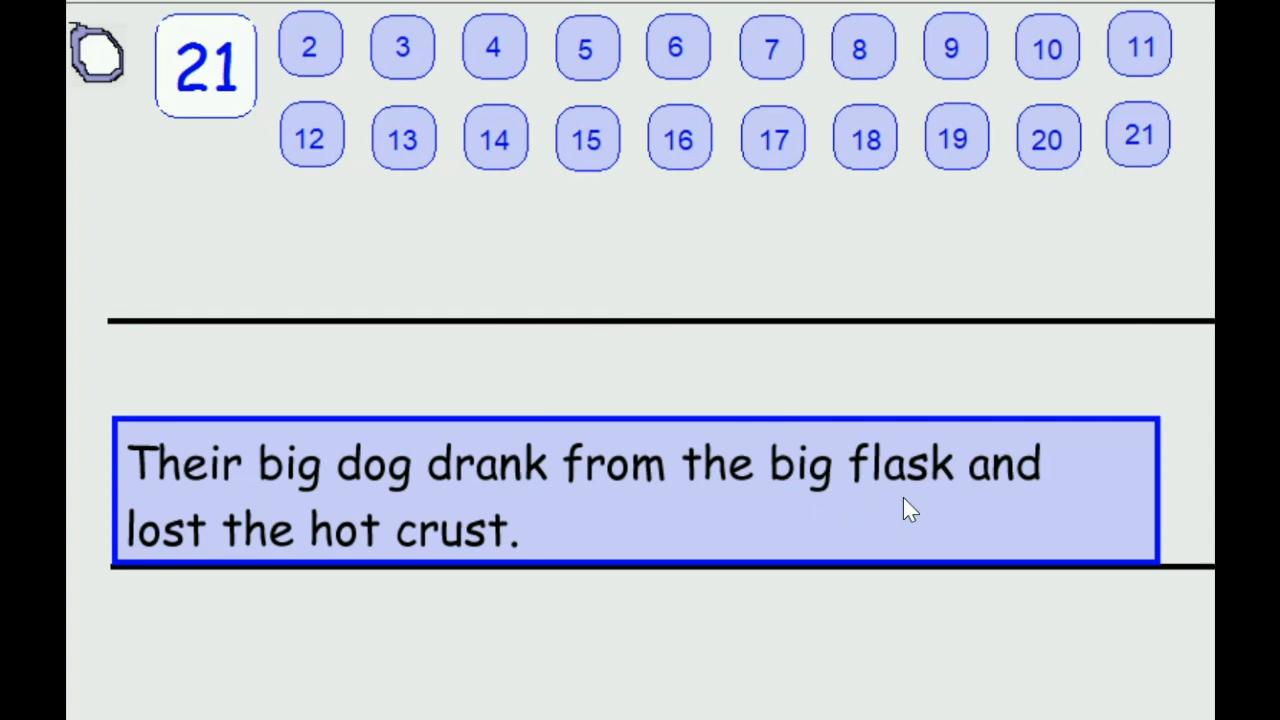 21 2 3 4 5 6 7 8 9 10 11
12 13 14 15 16 17 18 19 20 21
Their big dog drank from the big flask and
lost the hot crust.